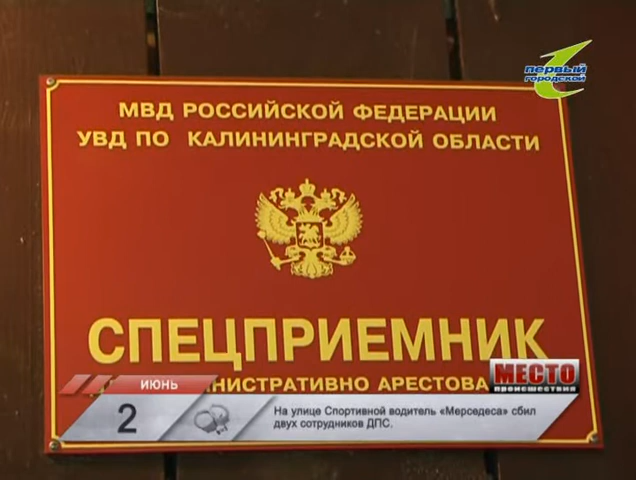 первый
городской
МВД РОССИЙСКОЙ ФЕДЕРАЦИИ
УВД ПО КАЛИНИНГРАДСКОЙ ОБЛАСТИ
СПЕЦПРИЕМНИК
МЕСТО
происшествия
ИЮНЬ
2
На улице Спортивной водитель «Мерседеса» сбил
двух сотрудников ДПС.